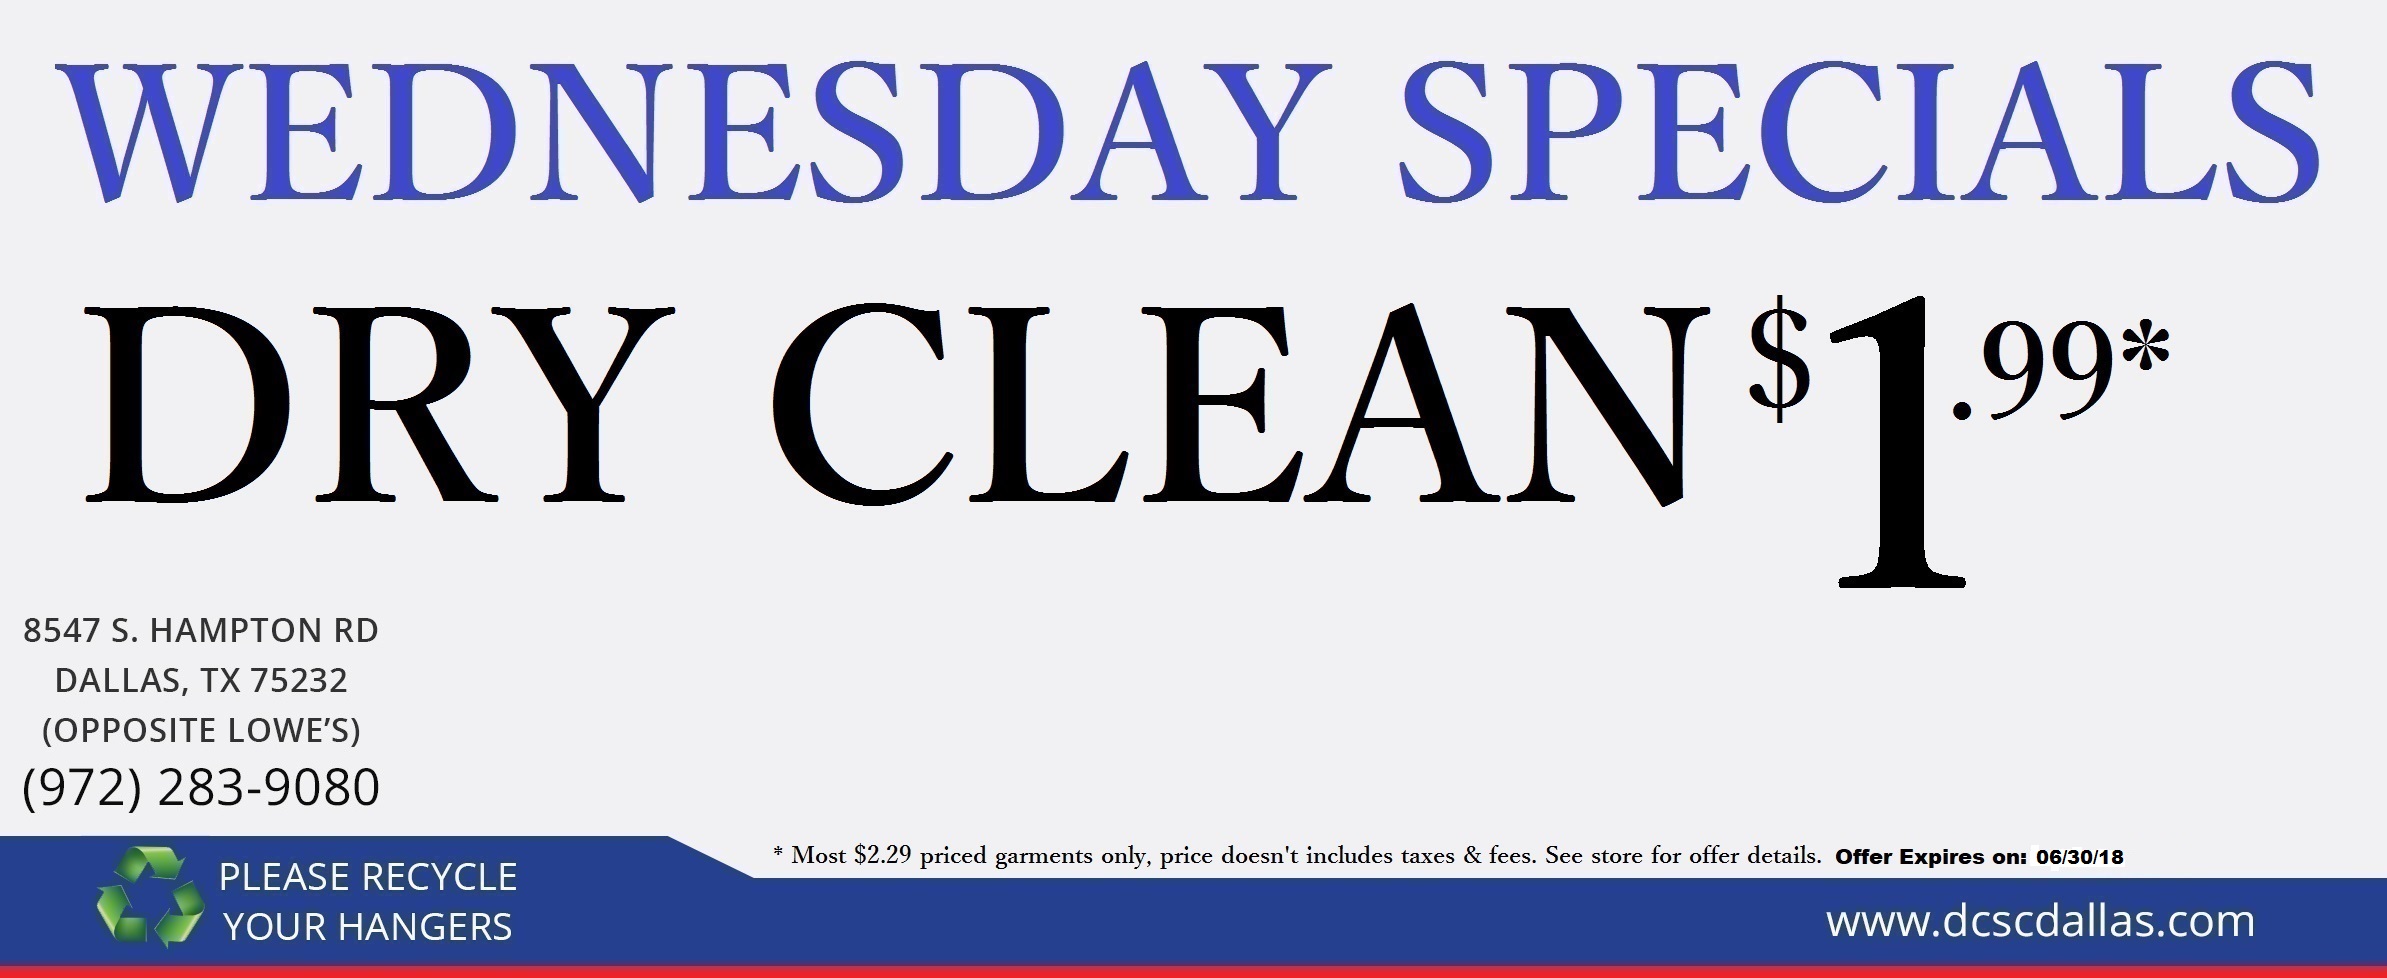 WEDNESDAY SPECIALS
DRY CLEAN $1.99*
8547 S. HAMPTON RD
DALLAS, TX 75232
(OPPOSITE LOWE’S)
(972) 283-9080
* Most $2.29 priced garments only, price doesn't includes taxes & fees. See store for offer details. Offer Expires on: 06/30/18
PLEASE RECYCLE
YOUR HANGERS
www.dcscdallas.com